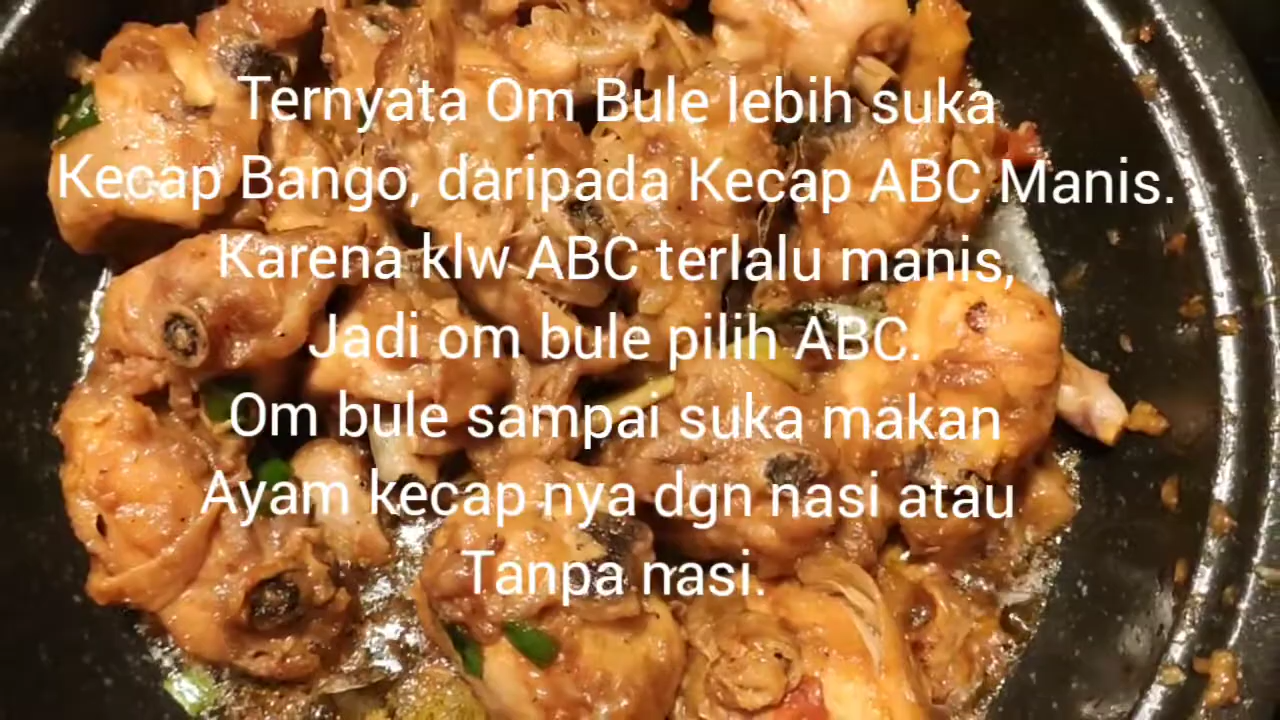 Ternyata Om Bule lebih suka
Kecap Bango, daripada Kecap ABC Manis.
Karena klw ABC terlalu manis,
Jadi om bule pilih ABC.
Om bule sampai suka makan
Ayam kecap nya dgn nasi atau
Tanpa nasi.